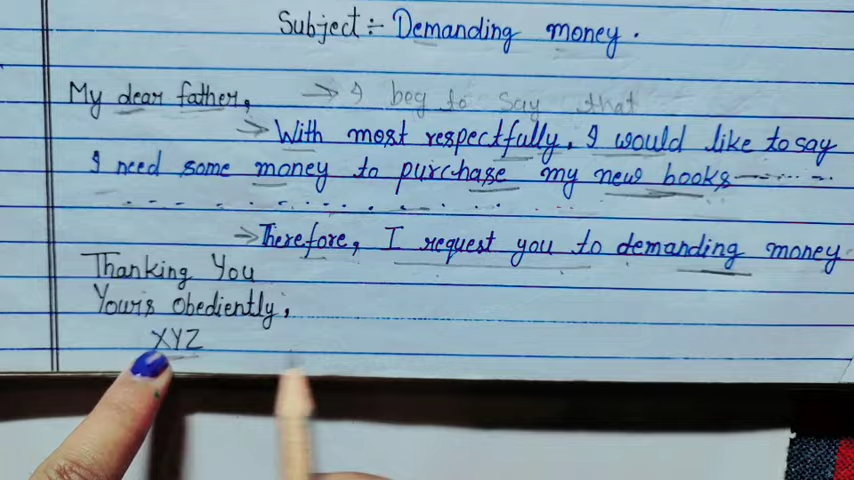 Subject :- Demanding money.
My dear father, → I beg to say that
→ With most respectfully, I would like to say
I need some money to purchase my new books -----....
- - - - - - - - - - - - - - - -
→ Therefore, I request you to demanding money
Thanking You
Yours Obediently,
XYZ